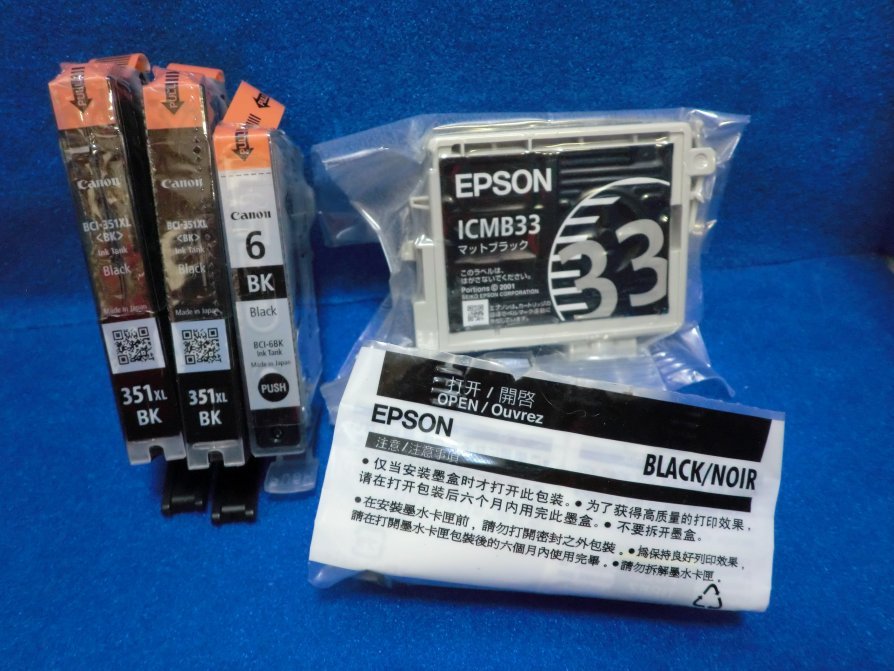 PULL
Canon
BCI-351XL
<BK>
Ink Tank
Black
Made in Japan
351XL
BK
PULL
Canon
BCI-351XL
<BK>
Ink Tank
Black
Made in Japan
351XL
BK
PULL
Canon
6
BK
Black
BCI-6BK
Ink Tank
PUSH
EPSON
ICMB33
マットブラック
このラベルは、
はがさないでください。
Portions © 2001
SEIKO EPSON CORPORATION
33
打开 / 開啓
OPEN / Ouvrez
EPSON
BLACK/NOIR
注意 / 注意事項
• 仅当安装墨盒时才打开此包装。 • 为了获得高质量的打印效果，
请在打开包装后六个月内用完此墨盒。 • 不要拆开墨盒。
• 在安裝墨水卡匣前，請勿打開密封之外包裝。 • 為保持良好列印效果，
請在打開墨水卡匣包裝後的六個月內使用完畢。 • 請勿拆解墨水卡匣。